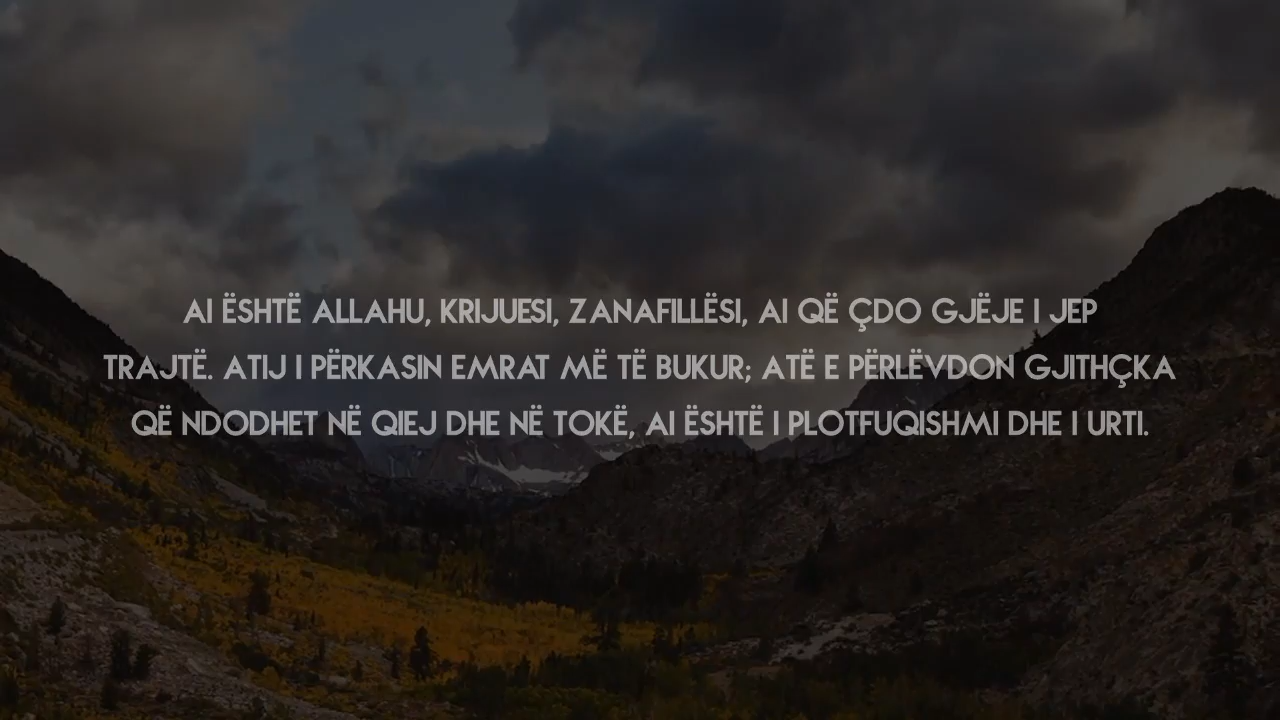 AI ËSHTË ALLAHU, KRIJUESI, ZANAFILLËSI, AI QË ÇDO GJËJE I JEP
TRAJTË. ATIJ I PËRKASIN EMRAT MË TË BUKUR; ATË E PËRLËVDON GJITHÇKA
QË NDODHET NË QIEJ DHE NË TOKË, AI ËSHTË I PLOTFUQISHMI DHE I URTI.